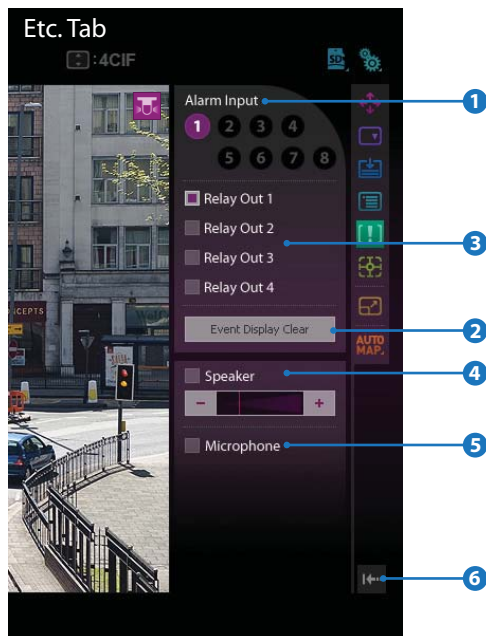 Etc. Tab
:4CIF
SD
Alarm Input
1
1 2 3 4
5 6 7 8
Relay Out 1
Relay Out 2
Relay Out 3
3
Relay Out 4
Event Display Clear
2
AUTO
MAP
Speaker
4
- +
Microphone
5
6
CEPTS